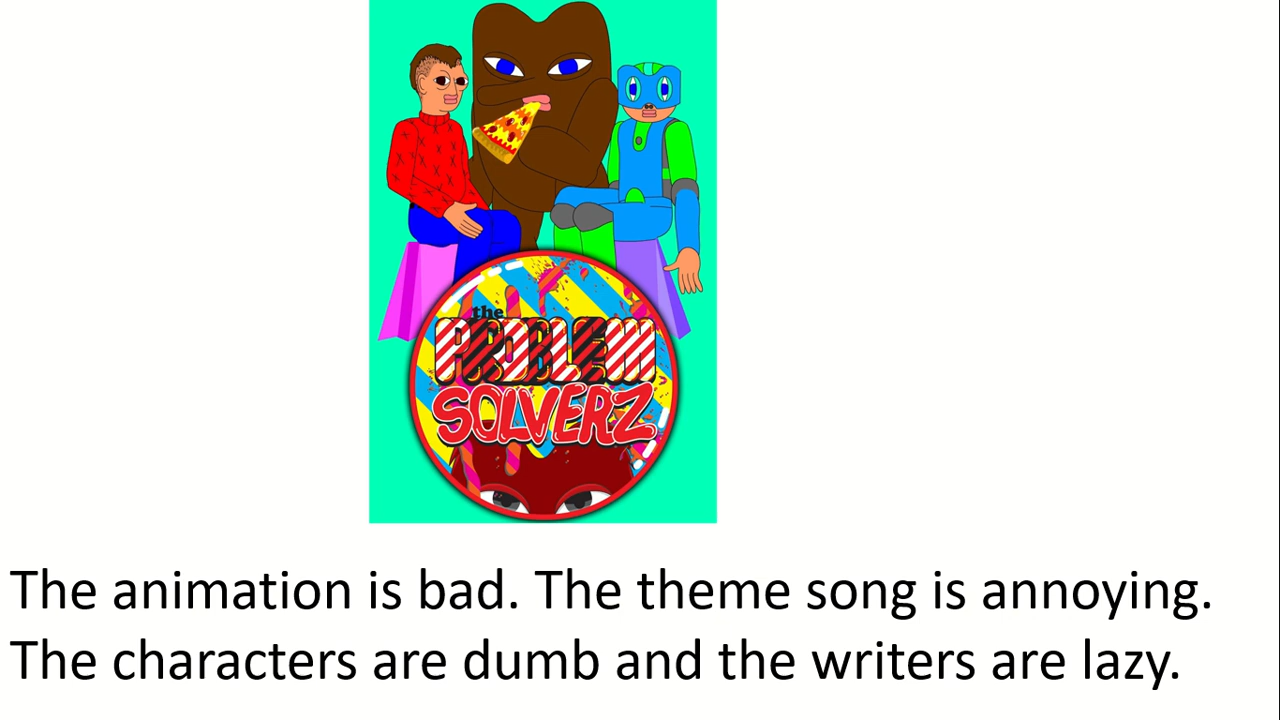 the
PROBLEM
SOLVERZ
The animation is bad. The theme song is annoying.
The characters are dumb and the writers are lazy.